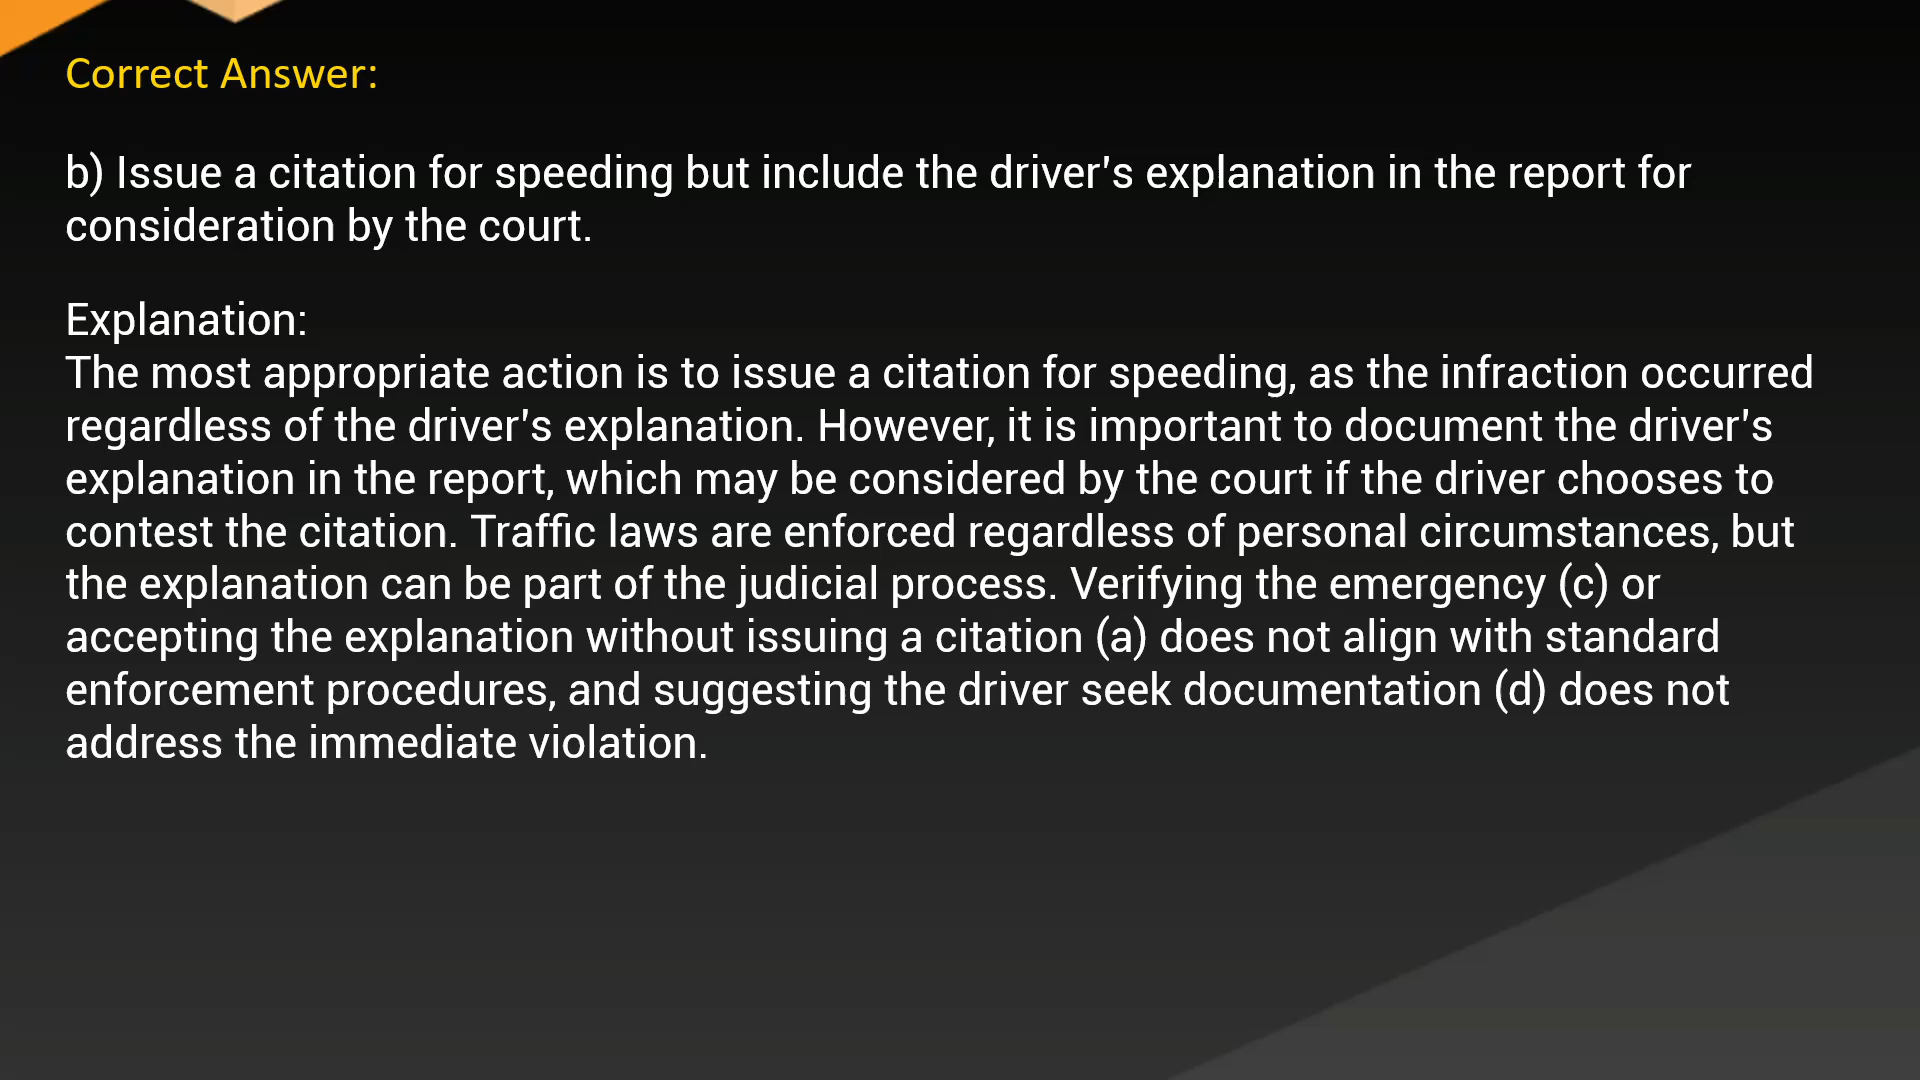 Correct Answer:
b) Issue a citation for speeding but include the driver's explanation in the report for
consideration by the court.
Explanation:
The most appropriate action is to issue a citation for speeding, as the infraction occurred
regardless of the driver's explanation. However, it is important to document the driver's
explanation in the report, which may be considered by the court if the driver chooses to
contest the citation. Traffic laws are enforced regardless of personal circumstances, but
the explanation can be part of the judicial process. Verifying the emergency (c) or
accepting the explanation without issuing a citation (a) does not align with standard
enforcement procedures, and suggesting the driver seek documentation (d) does not
address the immediate violation.